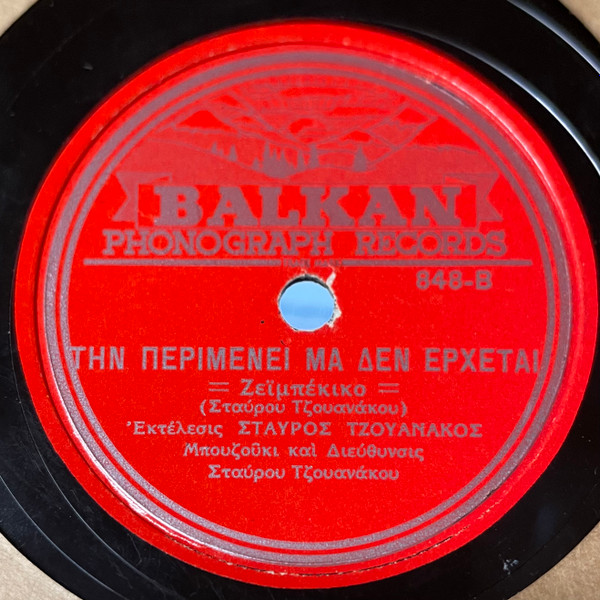 BALKAN
PHONOGRAPH RECORDS
848-B
ΤΗΝ ΠΕΡΙΜΕΝΕΙ ΜΑ ΔΕΝ ΕΡΧΕΤΑΙ
= Ζεϊμπέκικο =
(Σταύρου Τζουανάκου)
Ἐκτέλεσις ΣΤΑΥΡΟΣ ΤΖΟΥΑΝΑΚΟΣ
Μπουζοῦκι καὶ Διεύθυνσις
Σταύρου Τζουανάκου